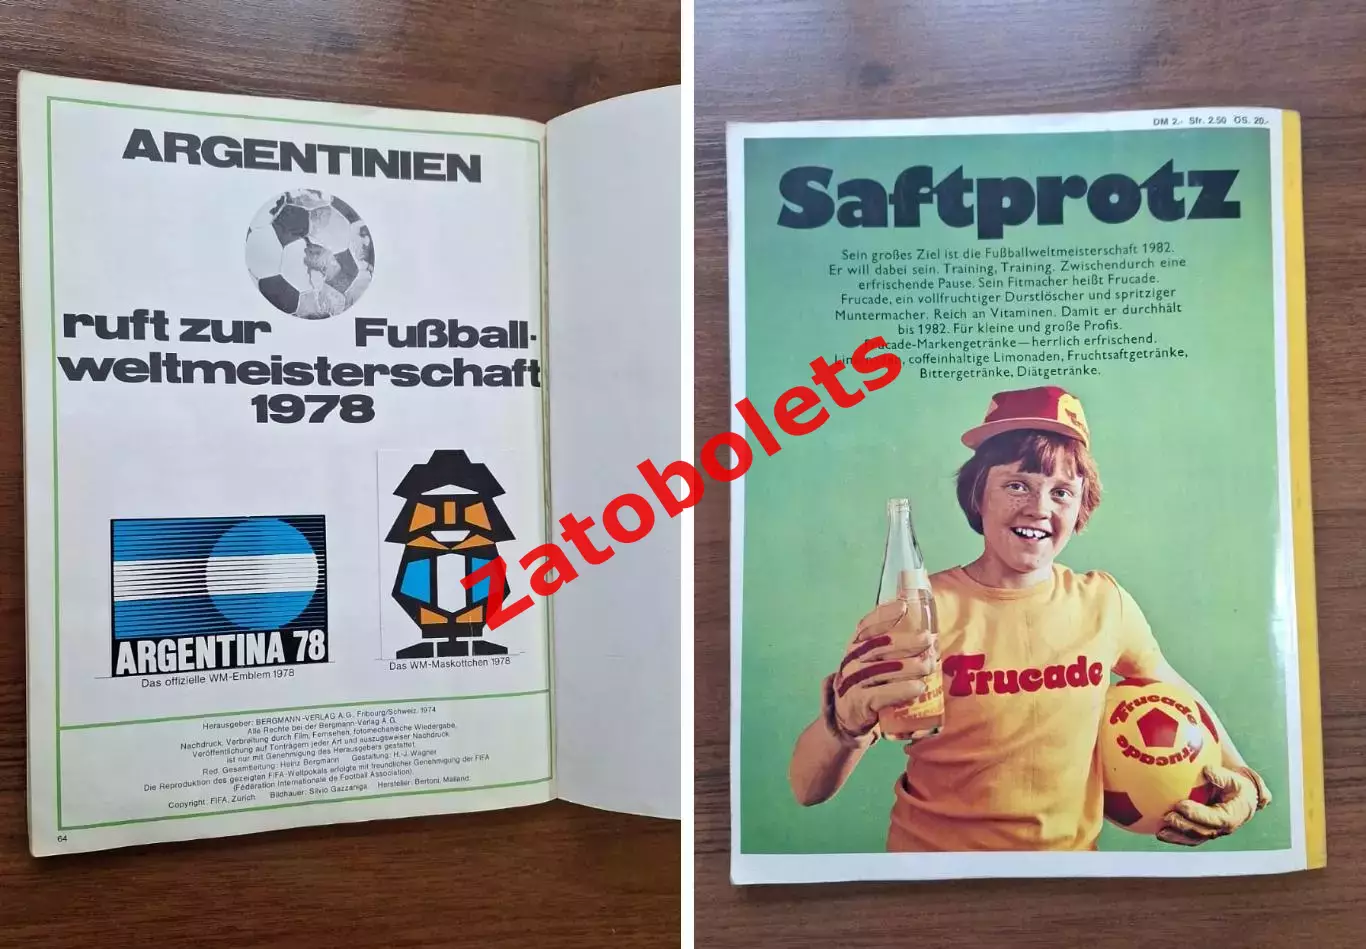 ARGENTINIEN
ruft zur Fußball-
weltmeisterschaft
1978
ARGENTINA 78
Das offizielle WM-Emblem 1978
Das WM-Maskottchen 1978
Herausgeber: BERGMANN-VERLAG A.G., Fribourg/Schweiz, 1974
Alle Rechte bei der Bergmann-Verlag A.G.
Nachdruck, Verbreitung durch Film, Fernsehen, fotomechanische Wiedergabe,
Veröffentlichung auf Tonträgern jeder Art und auszugsweiser Nachdruck
ist nur mit Genehmigung des Herausgebers gestattet.
Red. Gesamtleitung: Heinz Bergmann Gestaltung: H.-J. Wagner
Die Reproduktion des gezeigten FIFA-Weltpokals erfolgte mit freundlicher Genehmigung der FIFA
(Fédération Internationale de Football Association).
Copyright: FIFA, Zürich Bildhauer: Silvio Gazzaniga Hersteller: Bertoni, Mailand.
64
DM 2,- Sfr. 2.50 ÖS. 20.-
Saftprotz
Sein großes Ziel ist die Fußballweltmeisterschaft 1982.
Er will dabei sein. Training, Training. Zwischendurch eine
erfrischende Pause. Sein Fitmacher heißt Frucade.
Frucade, ein vollfruchtiger Durstlöscher und spritziger
Muntermacher. Reich an Vitaminen. Damit er durchhält
bis 1982. Für kleine und große Profis.
Frucade-Markengetränke—herrlich erfrischend.
Limonaden, coffeinhaltige Limonaden, Fruchtsaftgetränke,
Bittergetränke, Diätgetränke.
Frucade
Frucade
Frucade
Frucade
zatobolets